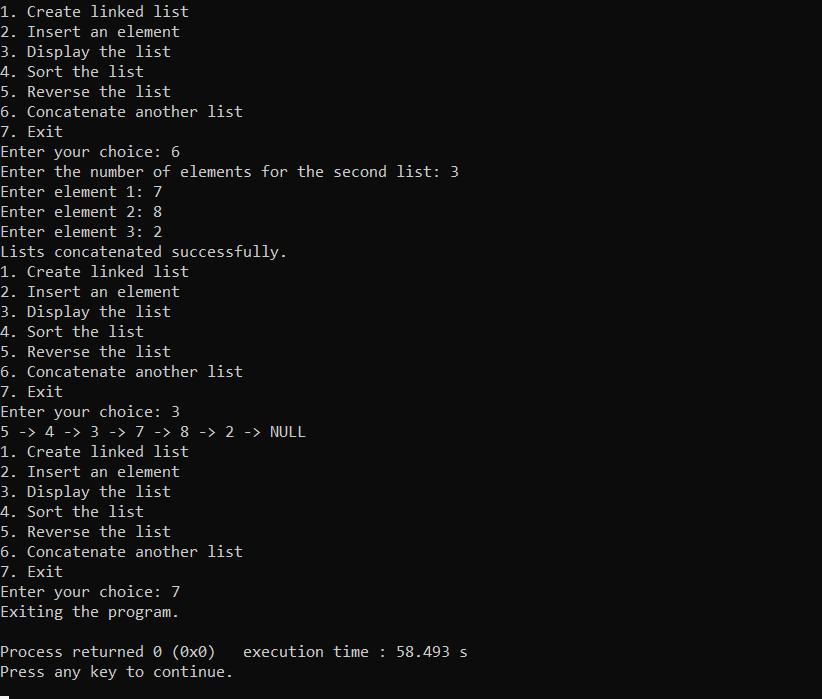 1. Create linked list
2. Insert an element
3. Display the list
4. Sort the list
5. Reverse the list
6. Concatenate another list
7. Exit
Enter your choice: 6
Enter the number of elements for the second list: 3
Enter element 1: 7
Enter element 2: 8
Enter element 3: 2
Lists concatenated successfully.
1. Create linked list
2. Insert an element
3. Display the list
4. Sort the list
5. Reverse the list
6. Concatenate another list
7. Exit
Enter your choice: 3
5 -> 4 -> 3 -> 7 -> 8 -> 2 -> NULL
1. Create linked list
2. Insert an element
3. Display the list
4. Sort the list
5. Reverse the list
6. Concatenate another list
7. Exit
Enter your choice: 7
Exiting the program.

Process returned 0 (0x0)   execution time : 58.493 s
Press any key to continue.